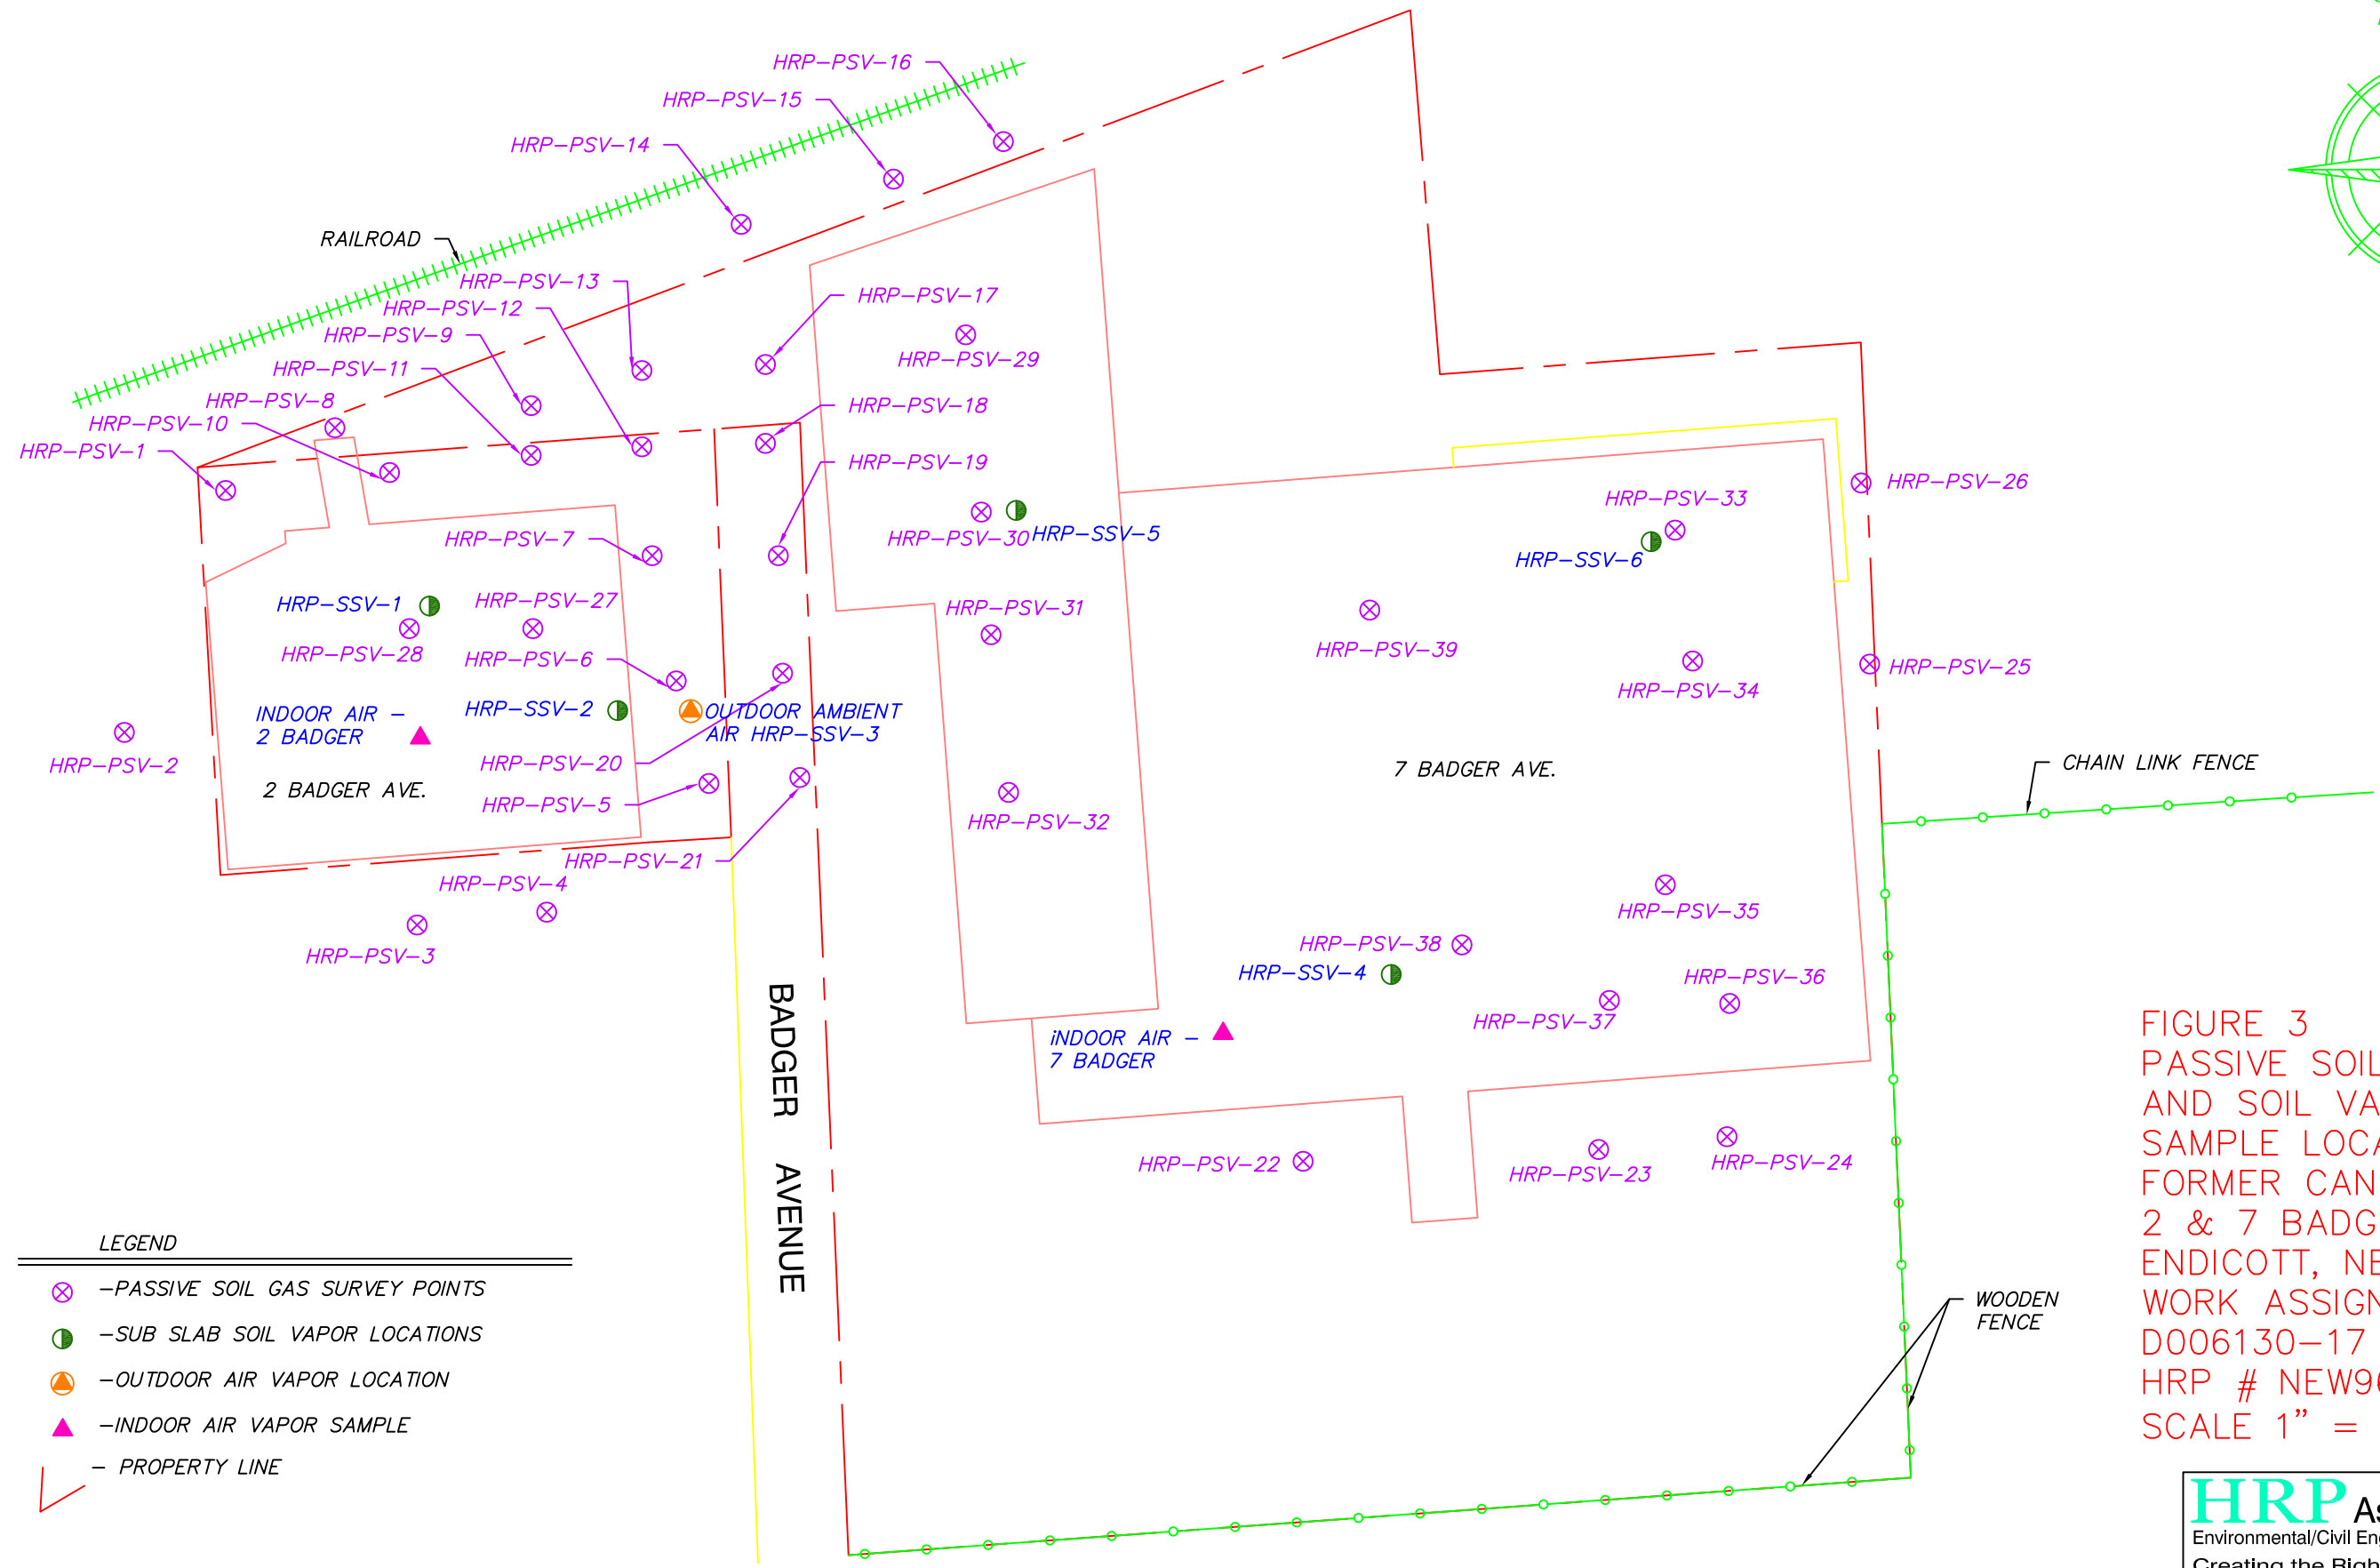 HRP-PSV-16
HRP-PSV-15
HRP-PSV-14
RAILROAD
HRP-PSV-13
HRP-PSV-12
HRP-PSV-9
HRP-PSV-11
HRP-PSV-8
HRP-PSV-10
HRP-PSV-1
HRP-PSV-17
HRP-PSV-29
HRP-PSV-18
HRP-PSV-19
HRP-PSV-7
HRP-PSV-30
HRP-SSV-5
HRP-PSV-33
HRP-SSV-6
HRP-PSV-26
HRP-SSV-1
HRP-PSV-27
HRP-PSV-28
HRP-PSV-6
HRP-PSV-31
HRP-PSV-39
HRP-PSV-34
HRP-PSV-25
INDOOR AIR -
2 BADGER
HRP-SSV-2
OUTDOOR AMBIENT
AIR HRP-SSV-3
HRP-PSV-2
HRP-PSV-20
2 BADGER AVE.
HRP-PSV-5
7 BADGER AVE.
CHAIN LINK FENCE
HRP-PSV-32
HRP-PSV-21
HRP-PSV-4
HRP-PSV-3
HRP-PSV-35
HRP-PSV-38
HRP-SSV-4
HRP-PSV-36
HRP-PSV-37
iNDOOR AIR -
7 BADGER
BADGER AVENUE
HRP-PSV-22
HRP-PSV-23
HRP-PSV-24
WOODEN
FENCE
LEGEND
-PASSIVE SOIL GAS SURVEY POINTS
-SUB SLAB SOIL VAPOR LOCATIONS
-OUTDOOR AIR VAPOR LOCATION
-INDOOR AIR VAPOR SAMPLE
- PROPERTY LINE
FIGURE 3
PASSIVE SOIL
AND SOIL VA
SAMPLE LOCA
FORMER CAN
2 & 7 BADG
ENDICOTT, NE
WORK ASSIGN
D006130-17
HRP # NEW9
SCALE 1" =
HRP As
Environmental/Civil En
Creating the Righ